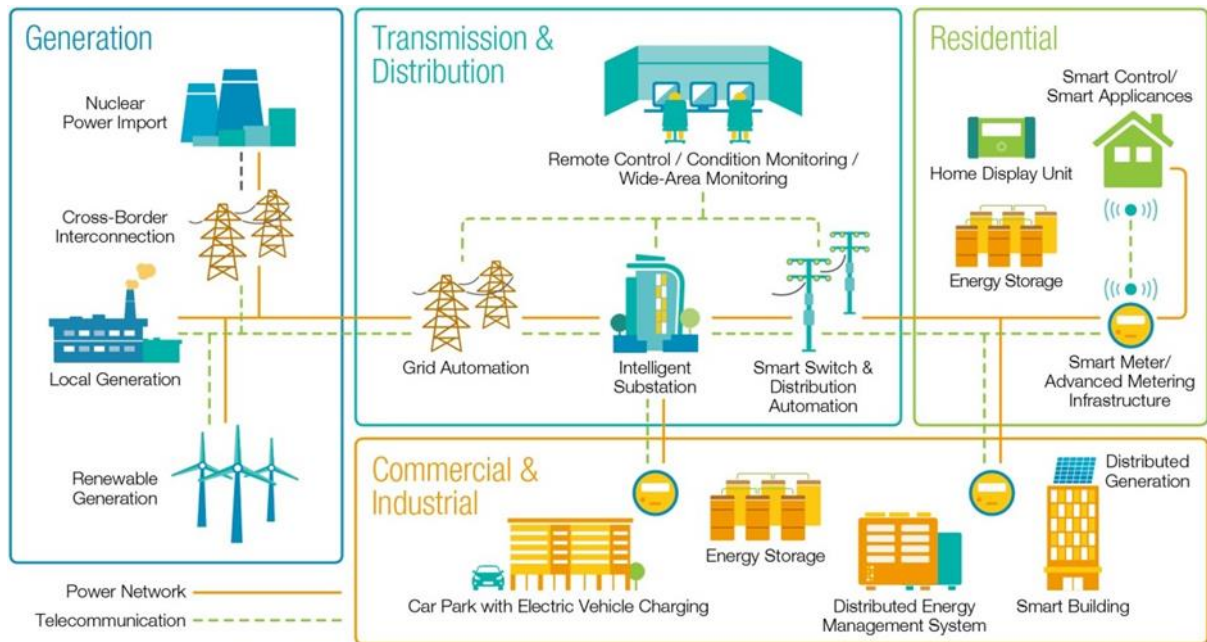 Generation
Nuclear
Power Import
Cross-Border
Interconnection
Local Generation
Renewable
Generation
Power Network
Telecommunication
Transmission &
Distribution
Remote Control / Condition Monitoring /
Wide-Area Monitoring
Grid Automation
Intelligent
Substation
Smart Switch &
Distribution
Automation
Residential
Smart Control/
Smart Applicances
Home Display Unit
Energy Storage
Smart Meter/
Advanced Metering
Infrastructure
Commercial &
Industrial
Car Park with Electric Vehicle Charging
Energy Storage
Distributed Energy
Management System
Distributed
Generation
Smart Building